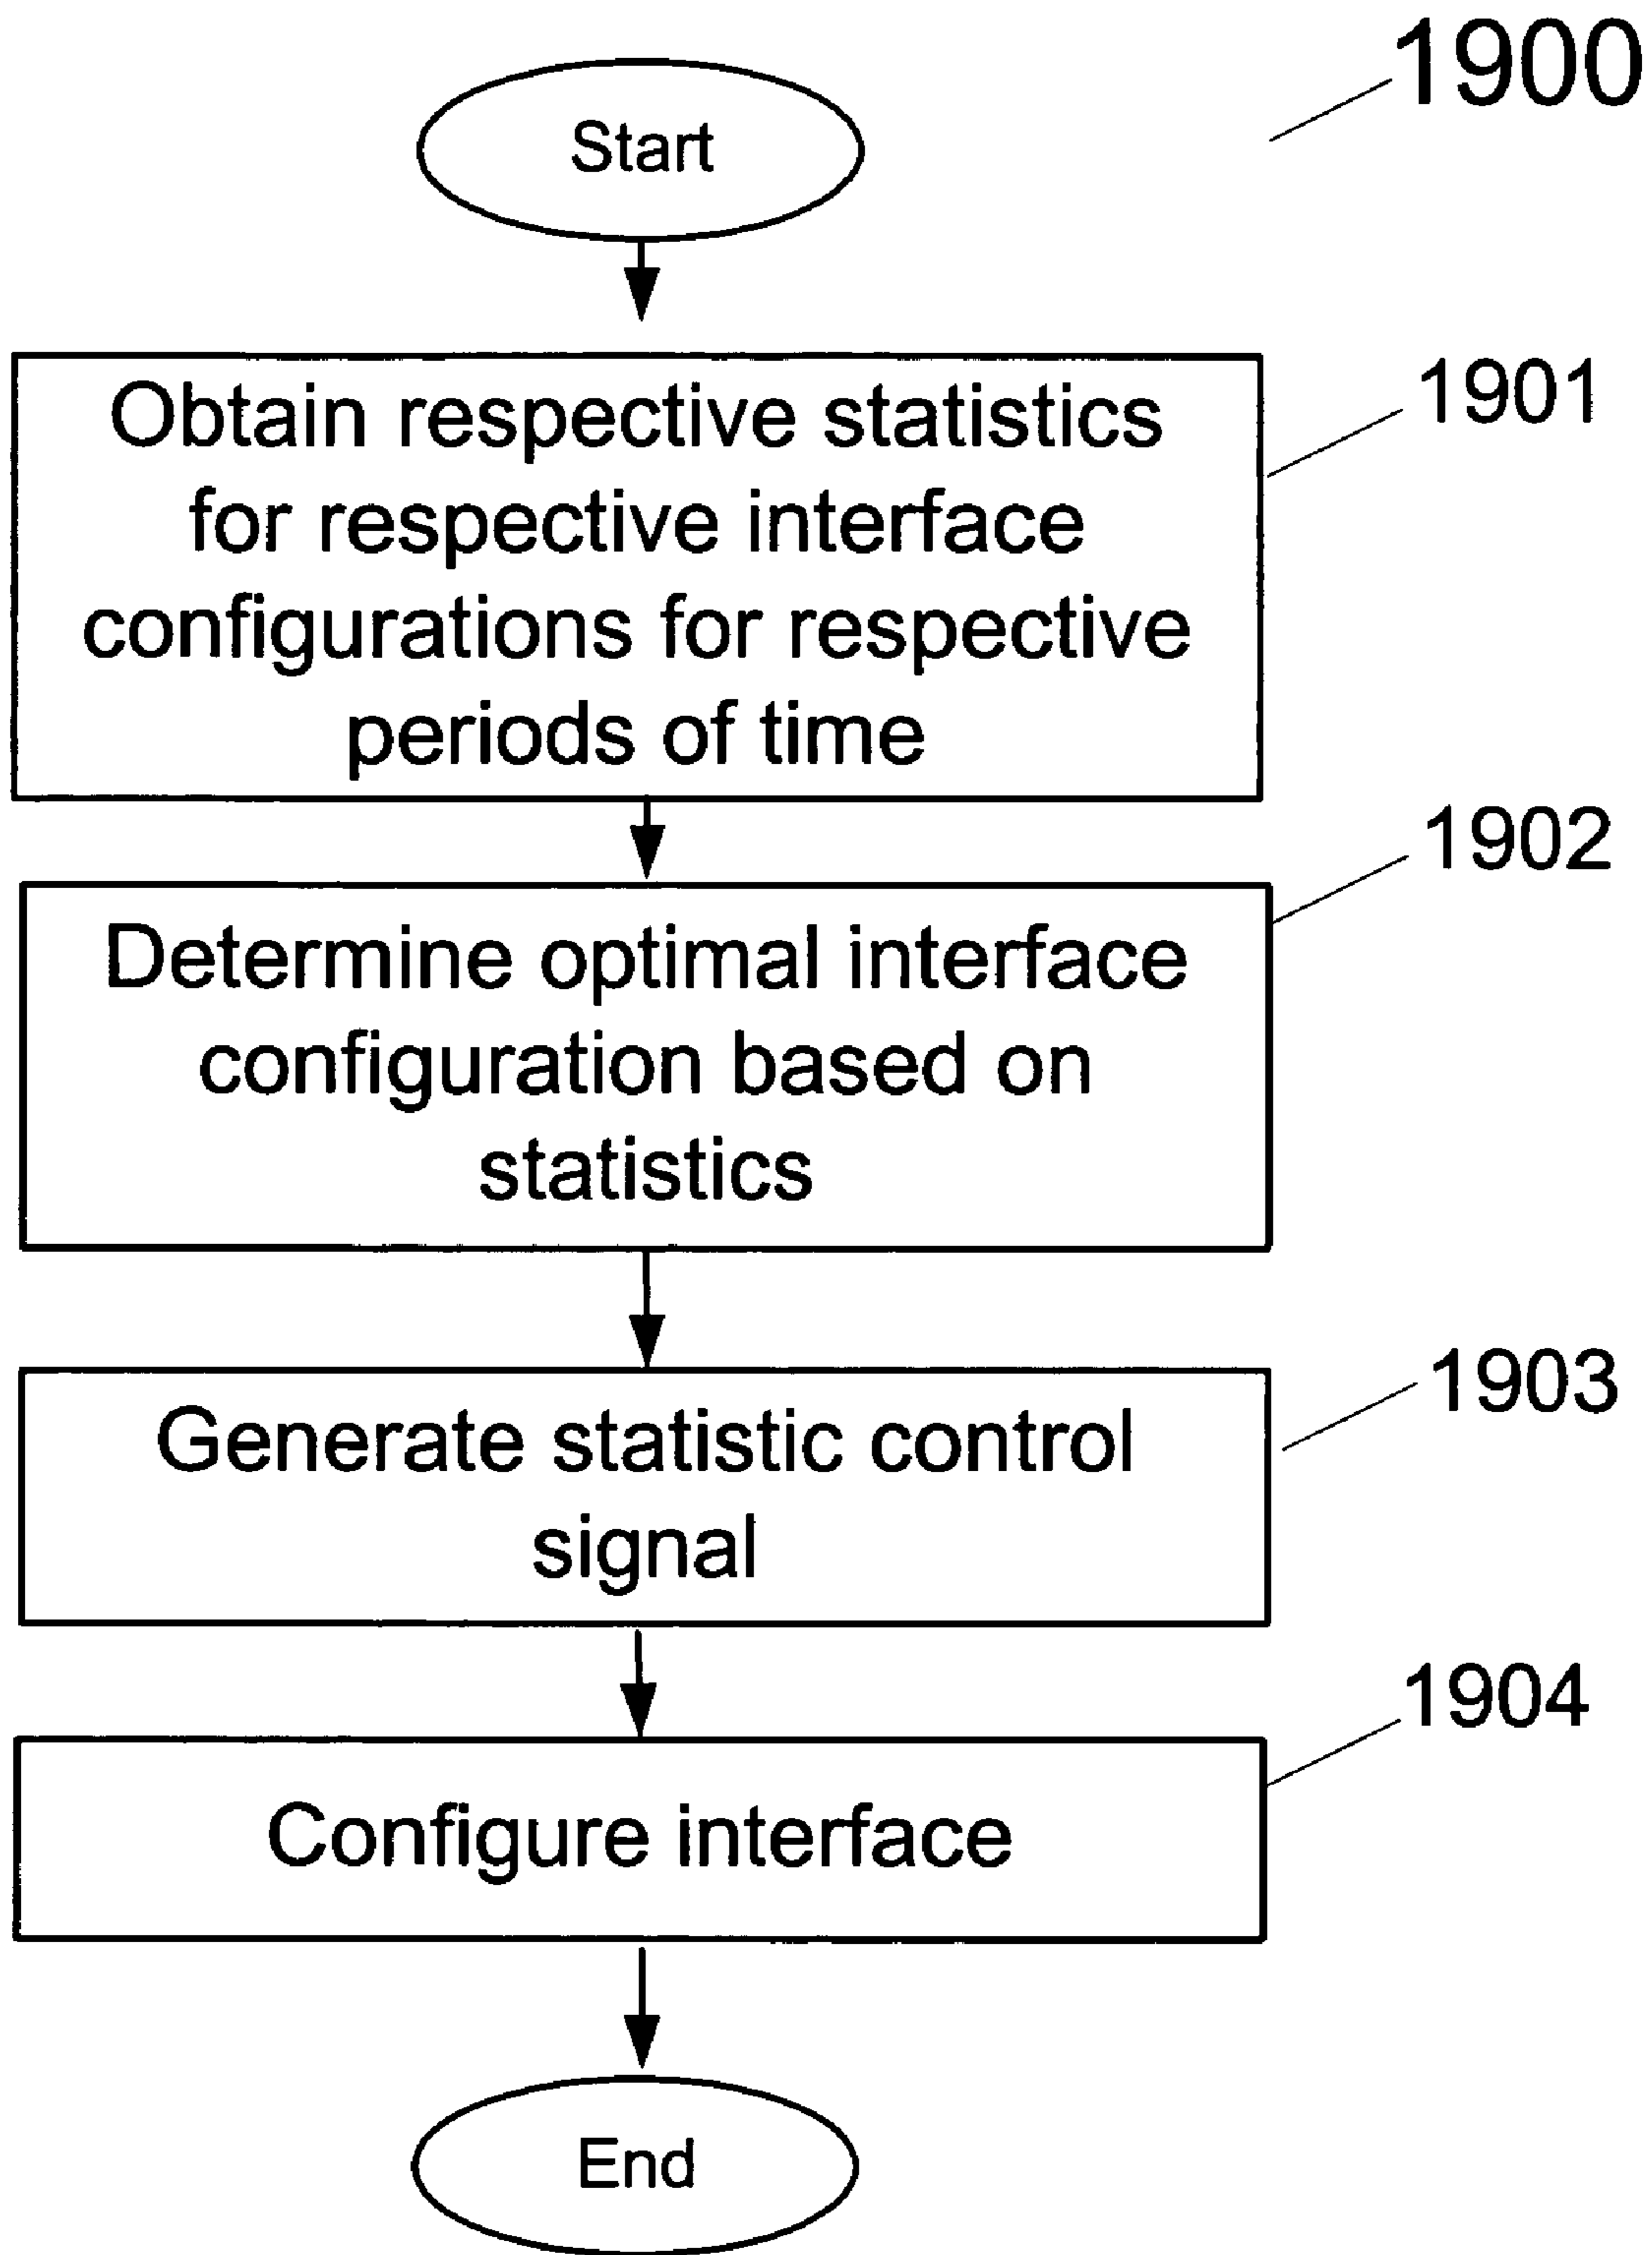 1900
Start
Obtain respective statistics
for respective interface
configurations for respective
periods of time
1901
Determine optimal interface
configuration based on
statistics
1902
Generate statistic control
signal
1903
Configure interface
1904
End